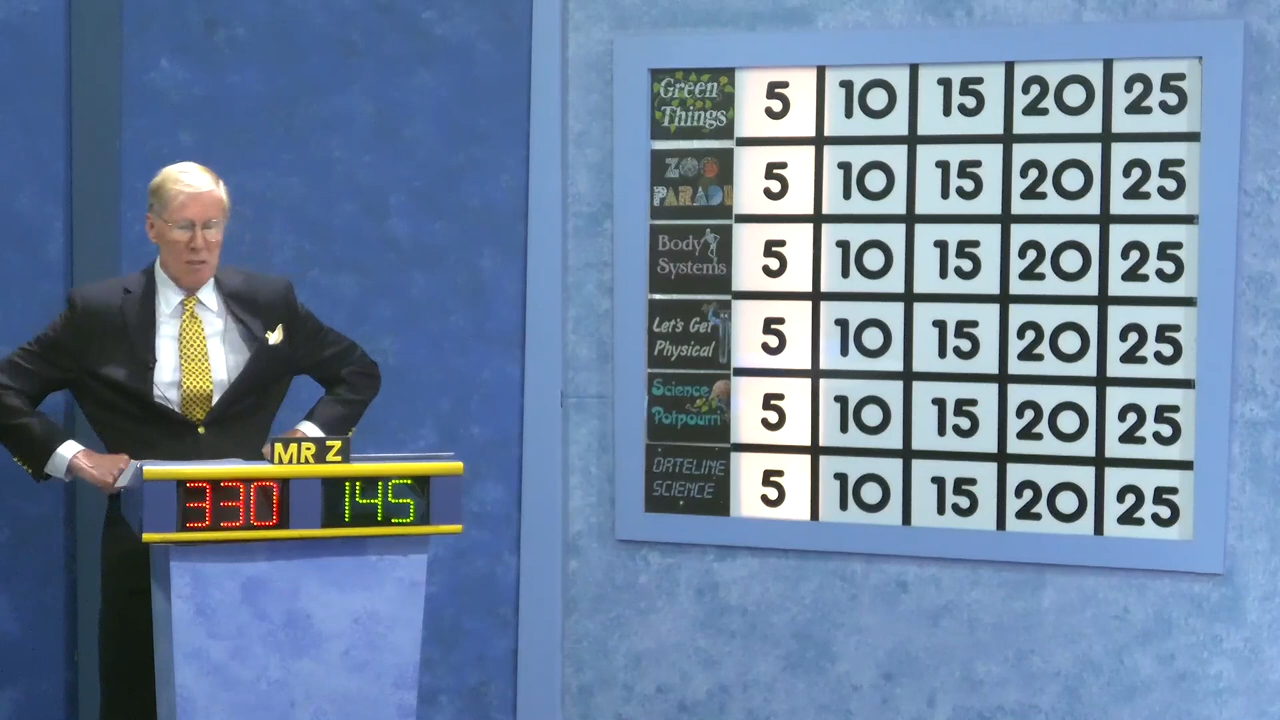 Green Things 5 10 15 20 25
ZOO PARADI 5 10 15 20 25
Body Systems 5 10 15 20 25
Let's Get Physical 5 10 15 20 25
Science Potpourri 5 10 15 20 25
DATELINE SCIENCE 5 10 15 20 25
MR Z
330 145